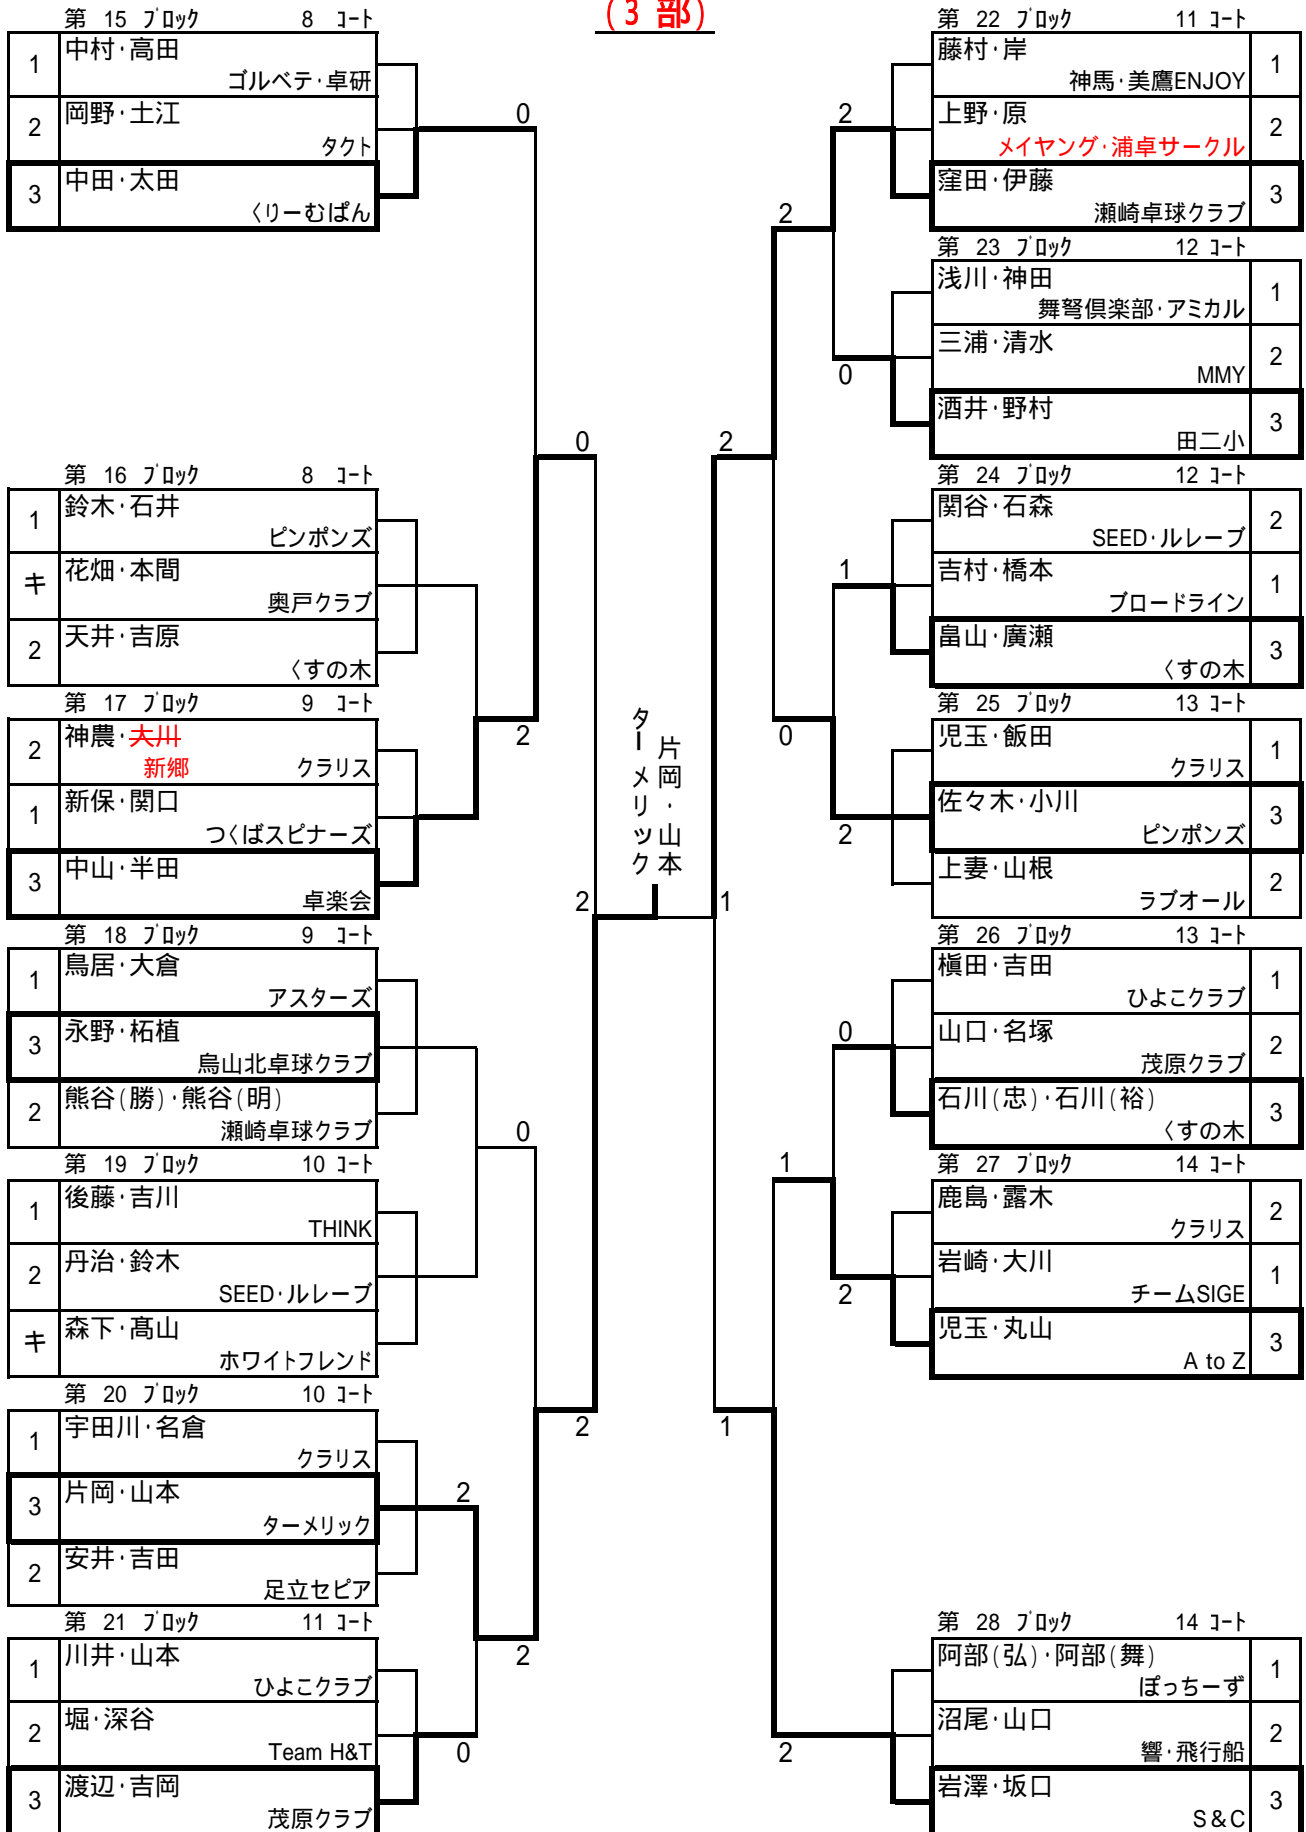 (3 部)
第 15 ブロック 8 コート
1 中村・高田
ゴルベテ・卓研
2 岡野・土江
タクト
3 中田・太田
くりーむぱん
0
第 16 ブロック 8 コート
1 鈴木・石井
ピンポンズ
キ 花畑・本間
奥戸クラブ
2 天井・吉原
くすの木
第 17 ブロック 9 コート
2 神農・大川
新郷 クラリス
1 新保・関口
つくばスピナーズ
3 中山・半田
卓楽会
2
0
第 18 ブロック 9 コート
1 鳥居・大倉
アスターズ
3 永野・柘植
烏山北卓球クラブ
2 熊谷(勝)・熊谷(明)
瀬崎卓球クラブ
0
第 19 ブロック 10 コート
1 後藤・吉川
THINK
2 丹治・鈴木
SEED・ルレーブ
キ 森下・髙山
ホワイトフレンド
第 20 ブロック 10 コート
1 宇田川・名倉
クラリス
3 片岡・山本
ターメリック
2 安井・吉田
足立セピア
2
第 21 ブロック 11 コート
1 川井・山本
ひよこクラブ
2 堀・深谷
Team H&T
3 渡辺・吉岡
茂原クラブ
0
2
2
2
片岡・山本
ターメリック
1
2
1
第 22 ブロック 11 コート
藤村・岸 1
神馬・美鷹ENJOY
上野・原 2
メイヤング・浦卓サークル
窪田・伊藤 3
瀬崎卓球クラブ
2
2
第 23 ブロック 12 コート
浅川・神田 1
舞弩倶楽部・アミカル
三浦・清水 2
MMY
酒井・野村 3
田二小
0
第 24 ブロック 12 コート
関谷・石森 2
SEED・ルレーブ
吉村・橋本 1
ブロードライン
畠山・廣瀬 3
くすの木
1
0
第 25 ブロック 13 コート
児玉・飯田 1
クラリス
佐々木・小川 3
ピンポンズ
上妻・山根 2
ラブオール
2
第 26 ブロック 13 コート
槇田・吉田 1
ひよこクラブ
山口・名塚 2
茂原クラブ
石川(忠)・石川(裕) 3
くすの木
0
1
第 27 ブロック 14 コート
鹿島・露木 2
クラリス
岩崎・大川 1
チームSIGE
児玉・丸山 3
A to Z
2
第 28 ブロック 14 コート
阿部(弘)・阿部(舞) 1
ぽっちーず
沼尾・山口 2
響・飛行船
岩澤・坂口 3
S&C
2